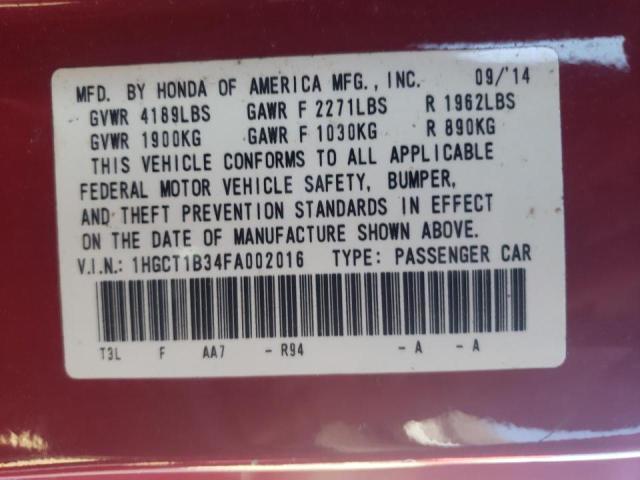 MFD. BY HONDA OF AMERICA MFG., INC. 09/'14
GVWR 4189LBS GAWR F 2271LBS R 1962LBS
GVWR 1900KG GAWR F 1030KG R 890KG
THIS VEHICLE CONFORMS TO ALL APPLICABLE
FEDERAL MOTOR VEHICLE SAFETY, BUMPER,
AND THEFT PREVENTION STANDARDS IN EFFECT
ON THE DATE OF MANUFACTURE SHOWN ABOVE.
V.I.N.: 1HGCT1B34FA002016 TYPE: PASSENGER CAR
T3L F AA7 - R94 - A - A